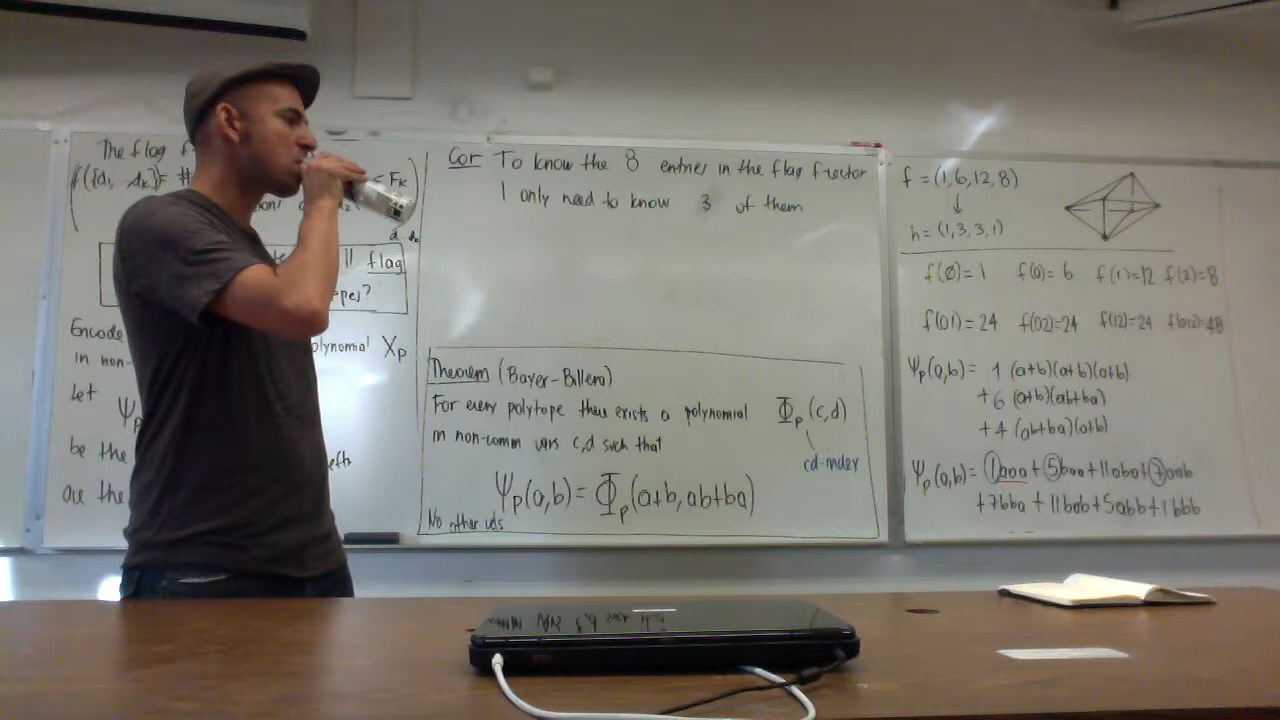 The flag f
f({d₁, ..dₖ})= #
< Fₖ)
d₁ dₖ
|| flag
pes?
Encode
olynomial Xₚ
in non-
Let Ψₚ
be the
efts
are the
Cor To know the 8 entries in the flag f-vector
I only need to know 3 of them
Theorem (Bayer-Billera)
For every polytope there exists a polynomial Φₚ(c,d)
in non-comm vars c,d such that
cd-index
Ψₚ(a,b)= Φₚ(a+b, ab+ba)
No other
f = (1,6,12,8)
↓
h = (1,3,3,1)
f(∅)=1 f(0)=6 f(1)=12 f(2)=8
f(01)=24 f(02)=24 f(12)=24 f(012)=48
Ψₚ(a,b)= 1 (a+b)(a+b)(a+b)
+6 (a+b)(ab+ba)
+4 (ab+ba)(a+b)
Ψₚ(a,b)= 1aaa + 5baa + 11aba + 7aab
+7bba + 11bab + 5abb + 1bbb